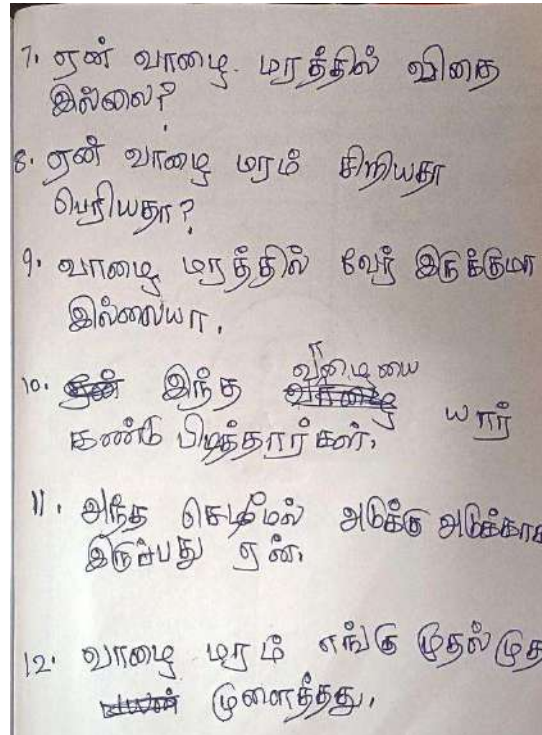 7. ஏன் வாழை மரத்தில் விதை
இல்லை?
8. ஏன் வாழை மரம் சிறியதா
பெரியதா?
9. வாழை மரத்தில் வேர் இருக்குமா
இல்லையா.
10. இந்த வாழையை யார்
கண்டு பிடித்தார்கள்.
11. அந்த செடிமேல் அடுக்கு அடுக்காக
இருப்பது ஏன்.
12. வாழை மரம் எங்கு முதல் முத
முளைத்தது.